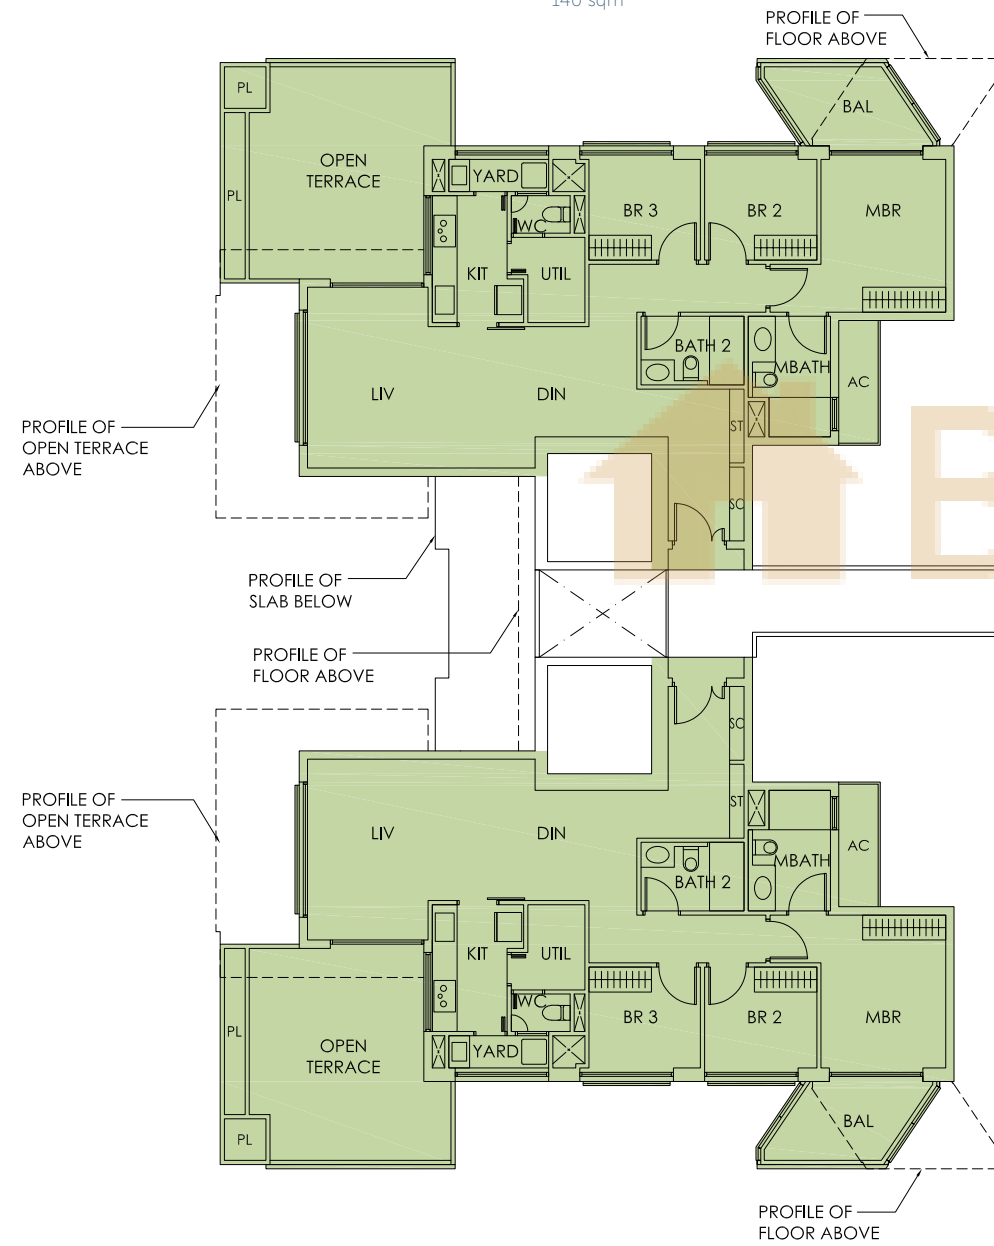 140 sqm
PROFILE OF
FLOOR ABOVE
PL
BAL
OPEN
TERRACE
YARD
PL
BR 3
BR 2
MBR
WC
KIT
UTIL
BATH 2
MBATH
AC
LIV
DIN
ST
PROFILE OF
OPEN TERRACE
ABOVE
SC
E
PROFILE OF
SLAB BELOW
PROFILE OF
FLOOR ABOVE
SC
PROFILE OF
OPEN TERRACE
ABOVE
ST
LIV
DIN
AC
MBATH
BATH 2
KIT
UTIL
WC
BR 3
BR 2
MBR
PL
OPEN
TERRACE
YARD
BAL
PL
PROFILE OF
FLOOR ABOVE